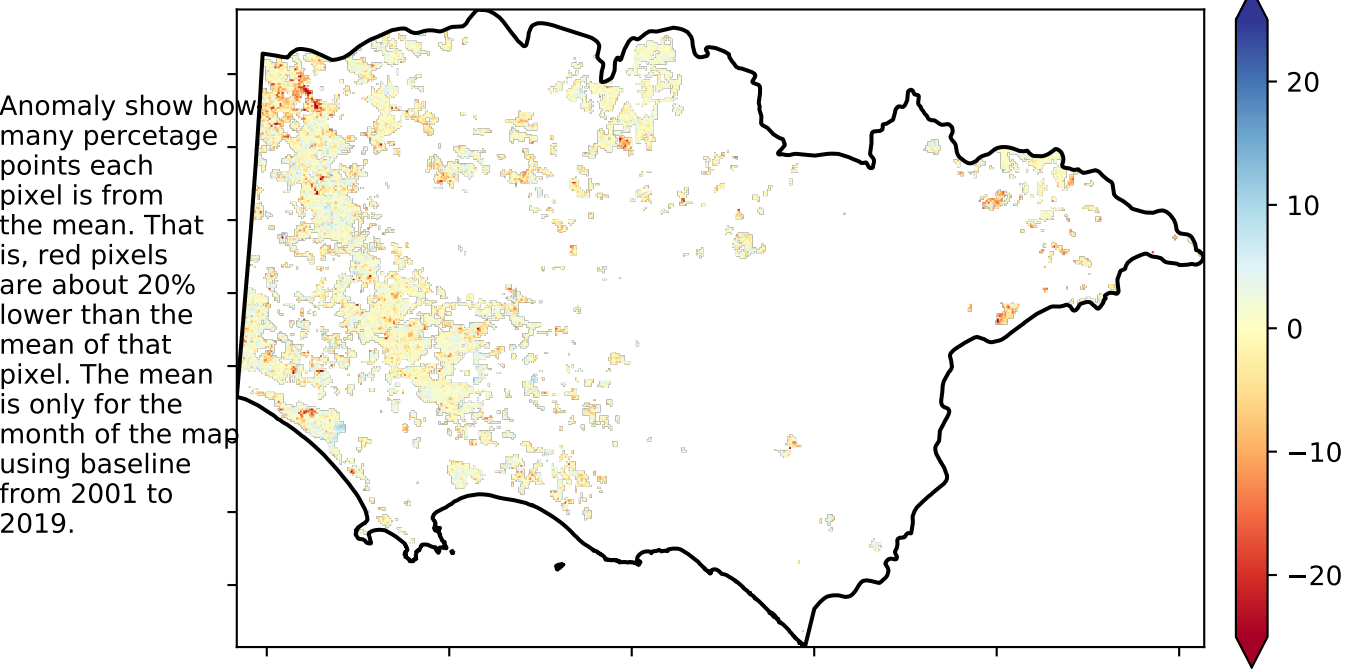 Anomaly show how
many percetage
points each
pixel is from
the mean. That
is, red pixels
are about 20%
lower than the
mean of that
pixel. The mean
is only for the
month of the map
using baseline
from 2001 to
2019.
20
10
0
−10
−20